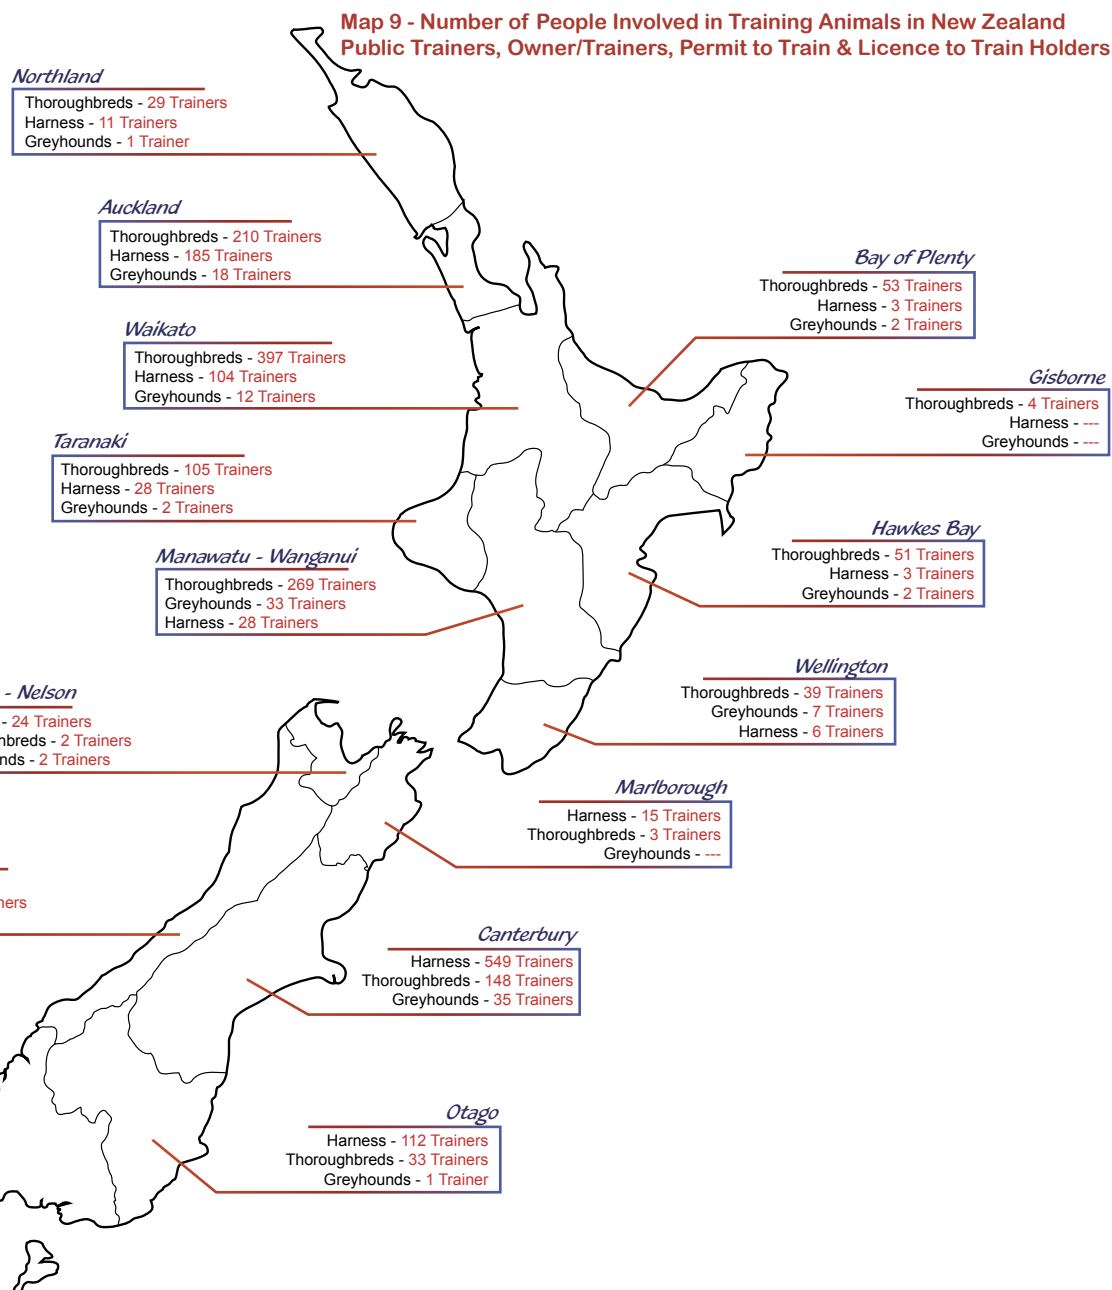 Map 9 - Number of People Involved in Training Animals in New Zealand
Public Trainers, Owner/Trainers, Permit to Train & Licence to Train Holders
Northland
Thoroughbreds - 29 Trainers
Harness - 11 Trainers
Greyhounds - 1 Trainer
Auckland
Thoroughbreds - 210 Trainers
Harness - 185 Trainers
Greyhounds - 18 Trainers
Bay of Plenty
Thoroughbreds - 53 Trainers
Harness - 3 Trainers
Greyhounds - 2 Trainers
Waikato
Thoroughbreds - 397 Trainers
Harness - 104 Trainers
Greyhounds - 12 Trainers
Gisborne
Thoroughbreds - 4 Trainers
Harness - ---
Greyhounds - ---
Taranaki
Thoroughbreds - 105 Trainers
Harness - 28 Trainers
Greyhounds - 2 Trainers
Hawkes Bay
Thoroughbreds - 51 Trainers
Harness - 3 Trainers
Greyhounds - 2 Trainers
Manawatu - Wanganui
Thoroughbreds - 269 Trainers
Greyhounds - 33 Trainers
Harness - 28 Trainers
Wellington
Thoroughbreds - 39 Trainers
Greyhounds - 7 Trainers
Harness - 6 Trainers
- Nelson
- 24 Trainers
hbreds - 2 Trainers
nds - 2 Trainers
Marlborough
Harness - 15 Trainers
Thoroughbreds - 3 Trainers
Greyhounds - ---
ners
Canterbury
Harness - 549 Trainers
Thoroughbreds - 148 Trainers
Greyhounds - 35 Trainers
Otago
Harness - 112 Trainers
Thoroughbreds - 33 Trainers
Greyhounds - 1 Trainer